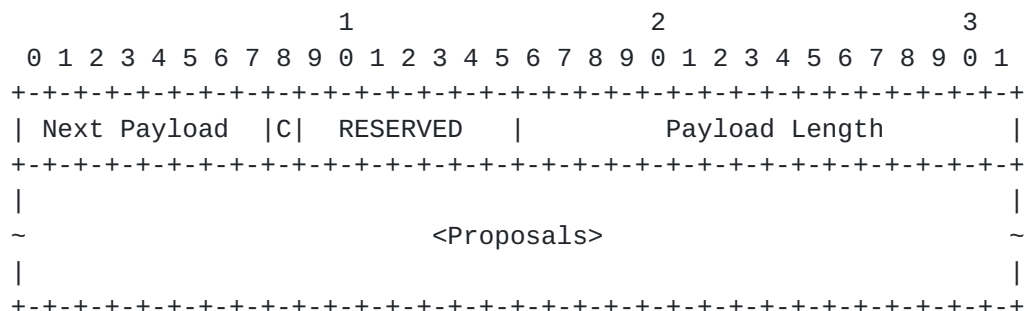 1                   2                   3
 0 1 2 3 4 5 6 7 8 9 0 1 2 3 4 5 6 7 8 9 0 1 2 3 4 5 6 7 8 9 0 1
+-+-+-+-+-+-+-+-+-+-+-+-+-+-+-+-+-+-+-+-+-+-+-+-+-+-+-+-+-+-+-+-+
| Next Payload  |C|  RESERVED   |         Payload Length        |
+-+-+-+-+-+-+-+-+-+-+-+-+-+-+-+-+-+-+-+-+-+-+-+-+-+-+-+-+-+-+-+-+
|                                                               |
~                          <Proposals>                          ~
|                                                               |
+-+-+-+-+-+-+-+-+-+-+-+-+-+-+-+-+-+-+-+-+-+-+-+-+-+-+-+-+-+-+-+-+